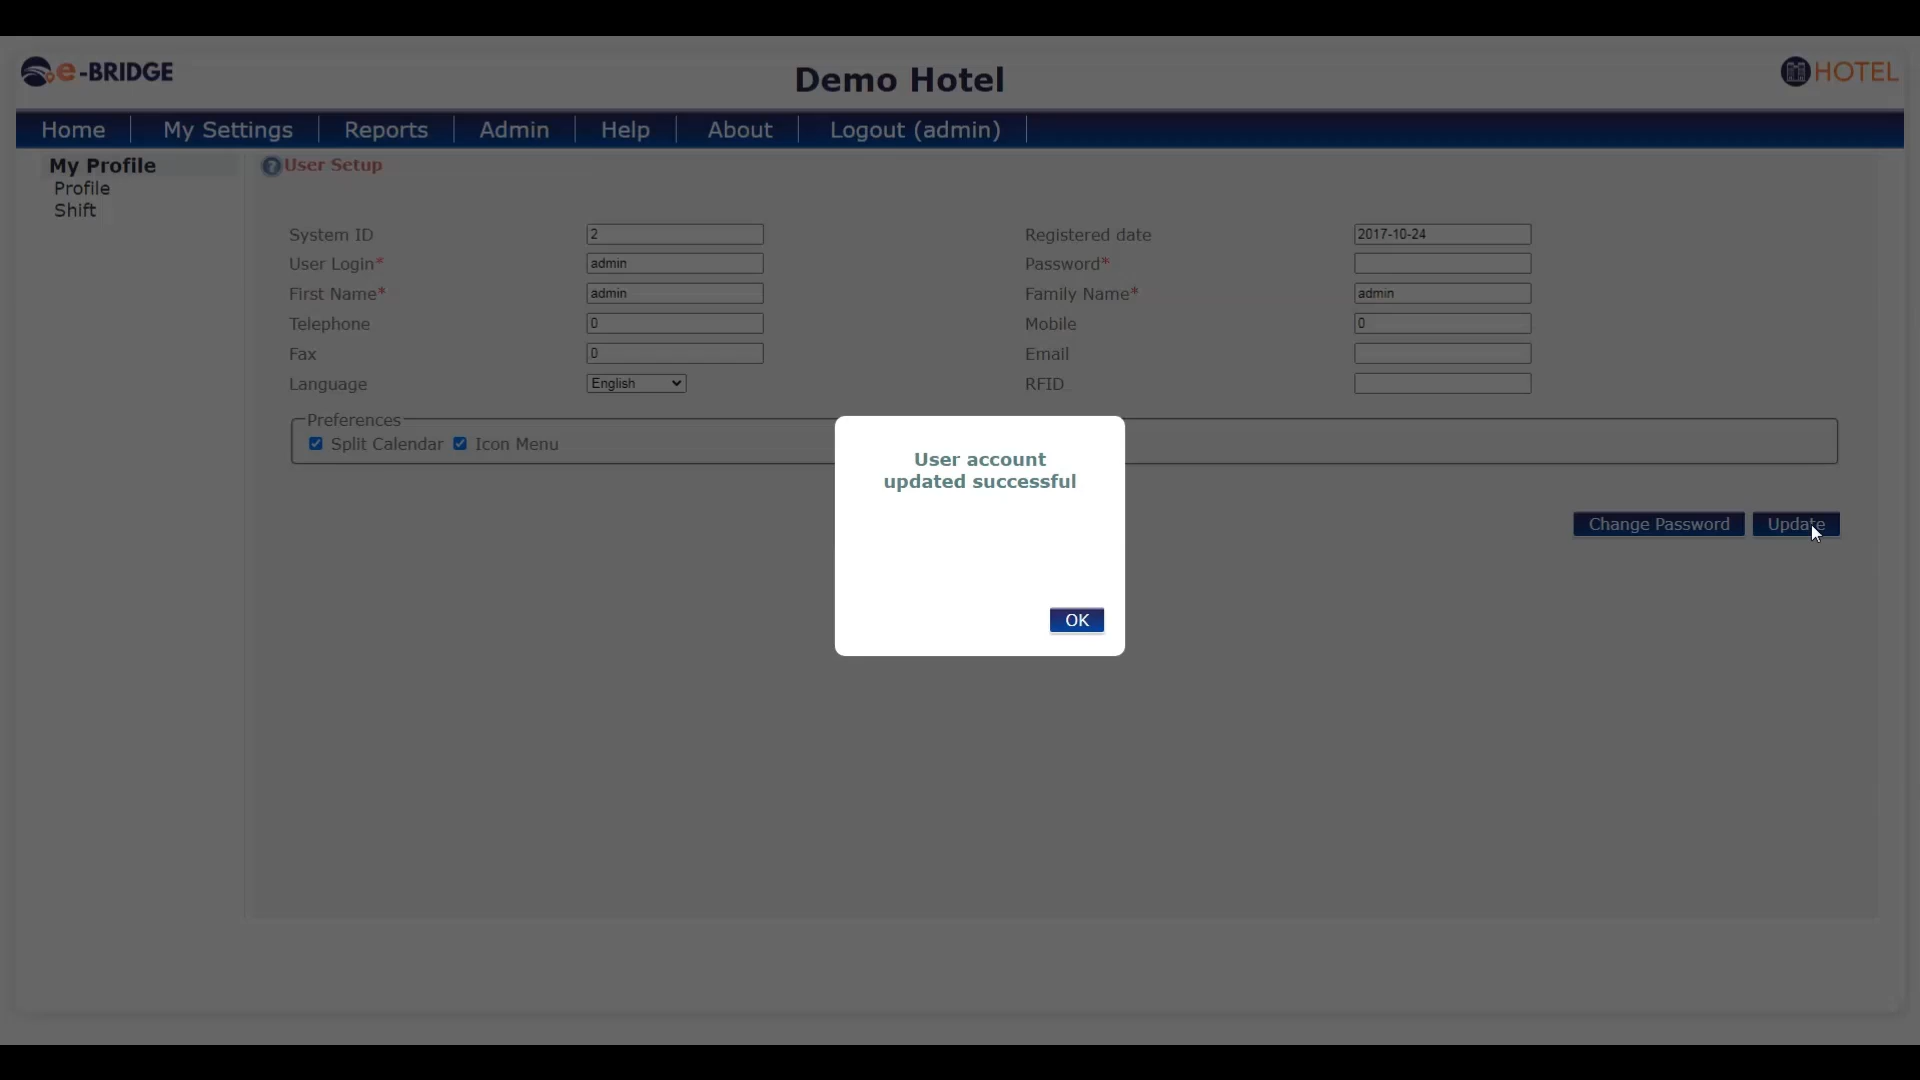 e-BRIDGE
Demo Hotel
HOTEL
Home My Settings Reports Admin Help About Logout (admin)
My Profile
Profile
Shift
User Setup
System ID 2 Registered date 2017-10-24
User Login* admin Password*
First Name* admin Family Name* admin
Telephone 0 Mobile 0
Fax 0 Email
Language English RFID
Preferences
Split Calendar Icon Menu
User account
updated successful
Change Password Update
OK